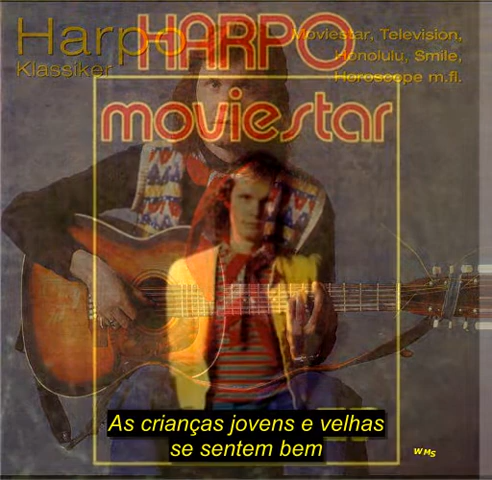 Harpo
Klassiker
HARPO
Moviestar, Television,
Honolulu, Smile,
Horoscope m.fl.
moviestar
As crianças jovens e velhas
se sentem bem
WMS